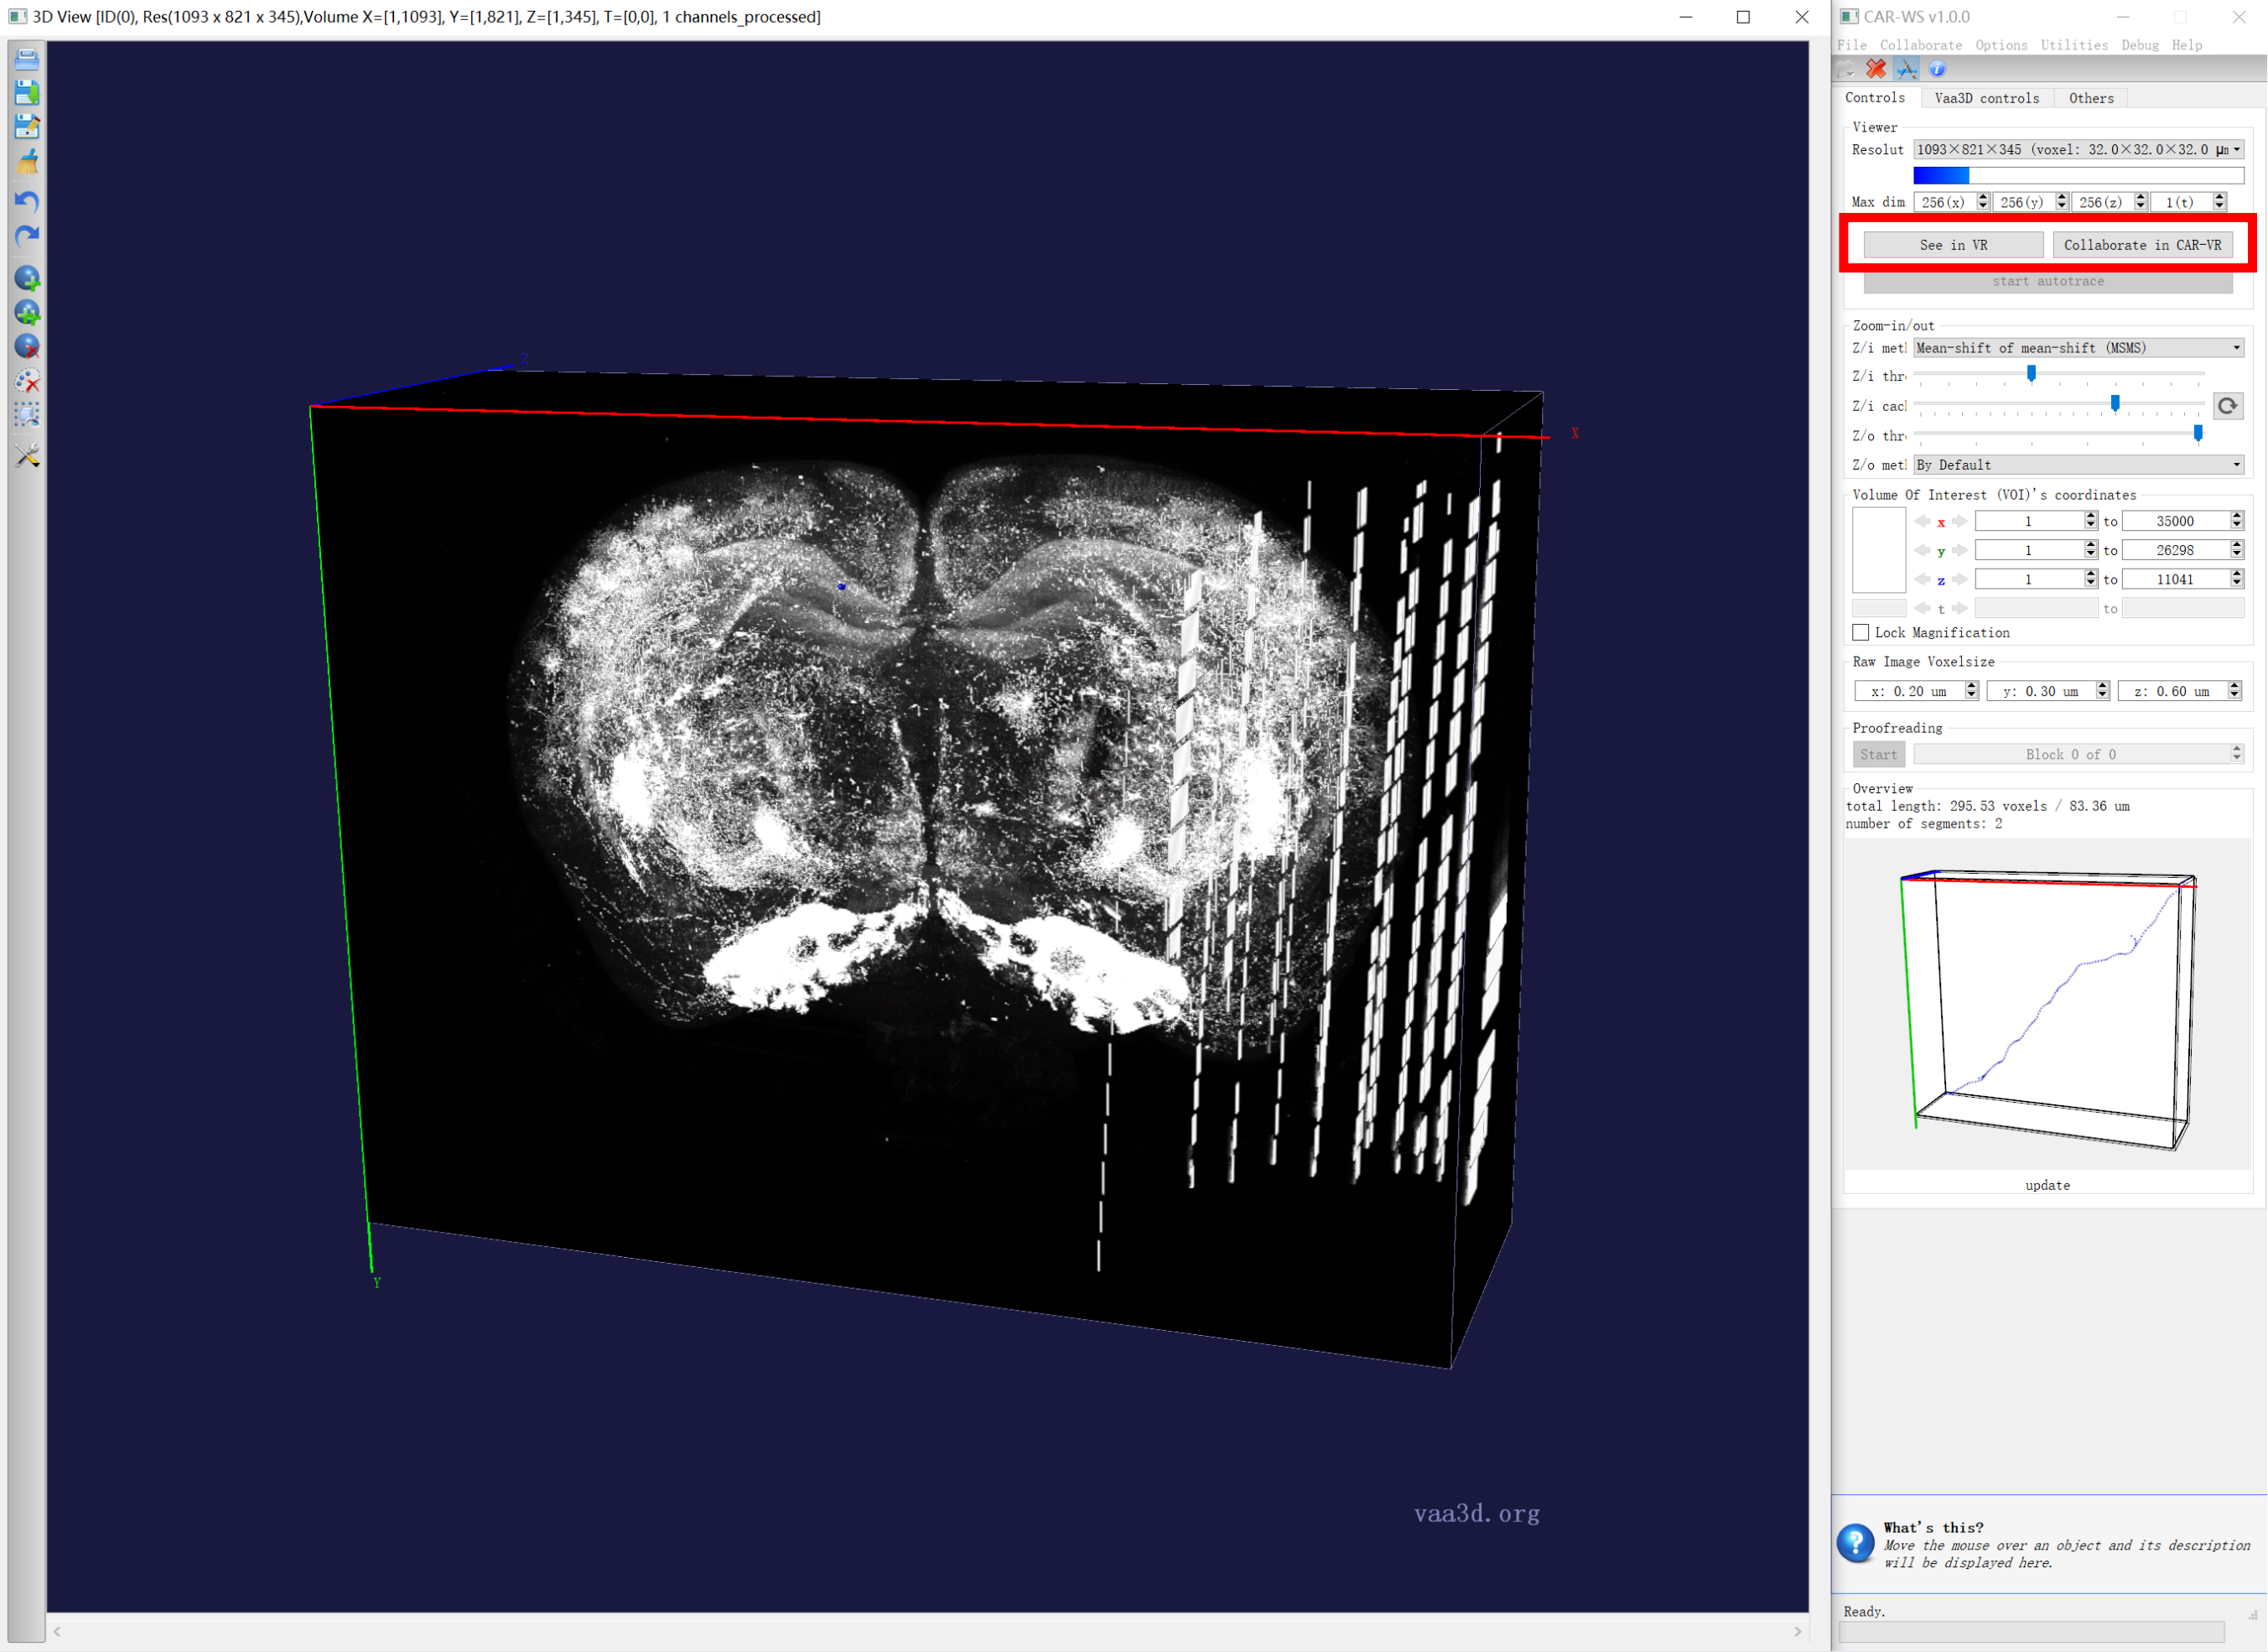 3D View [ID(0), Res(1093 x 821 x 345),Volume X=[1,1093], Y=[1,821], Z=[1,345], T=[0,0], 1 channels_processed]
Z
X
Y
vaa3d.org
CAR-WS v1.0.0
File Collaborate Options Utilities Debug Help
Controls Vaa3D controls Others
Viewer
Resolut 1093×821×345 (voxel: 32.0×32.0×32.0 μm
Max dim 256(x) 256(y) 256(z) 1(t)
See in VR Collaborate in CAR-VR
start autotrace
Zoom-in/out
Z/i metl Mean-shift of mean-shift (MSMS)
Z/i thr
Z/i cacl
Z/o thr
Z/o metl By Default
Volume Of Interest (VOI)'s coordinates
x 1 to 35000
y 1 to 26298
z 1 to 11041
t to
Lock Magnification
Raw Image Voxelsize
x: 0.20 um y: 0.30 um z: 0.60 um
Proofreading
Start Block 0 of 0
Overview
total length: 295.53 voxels / 83.36 um
number of segments: 2
update
What's this?
Move the mouse over an object and its description
will be displayed here.
Ready.